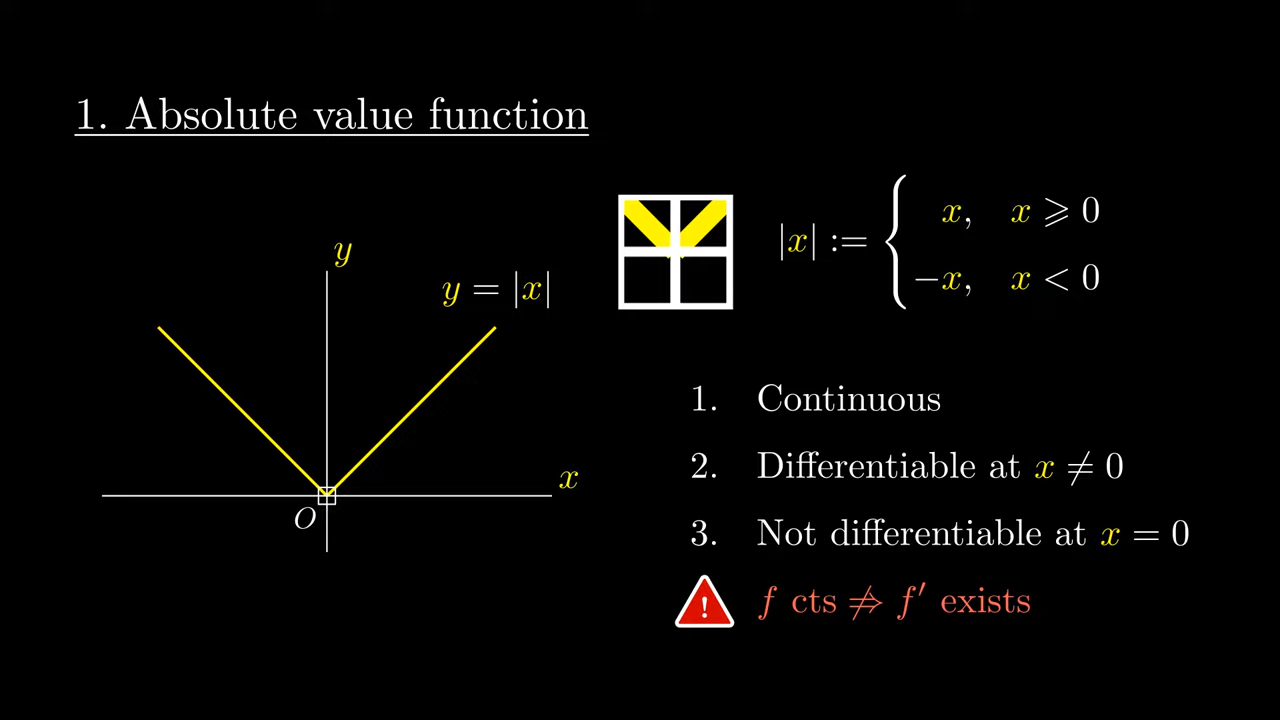 1. Absolute value function
y
y = |x|
x
O
|x| := { x, x ⩾ 0
−x, x < 0
1. Continuous
2. Differentiable at x ≠ 0
3. Not differentiable at x = 0
! f cts ⇏ f′ exists